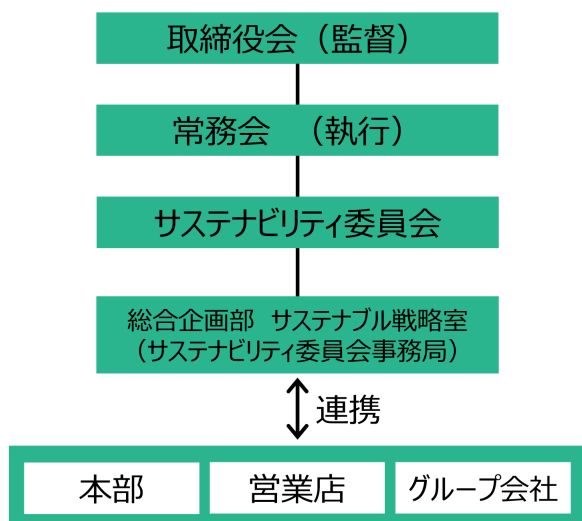 取締役会（監督）
常務会　（執行）
サステナビリティ委員会
総合企画部　サステナブル戦略室
（サステナビリティ委員会事務局）
連携
本部　営業店　グループ会社